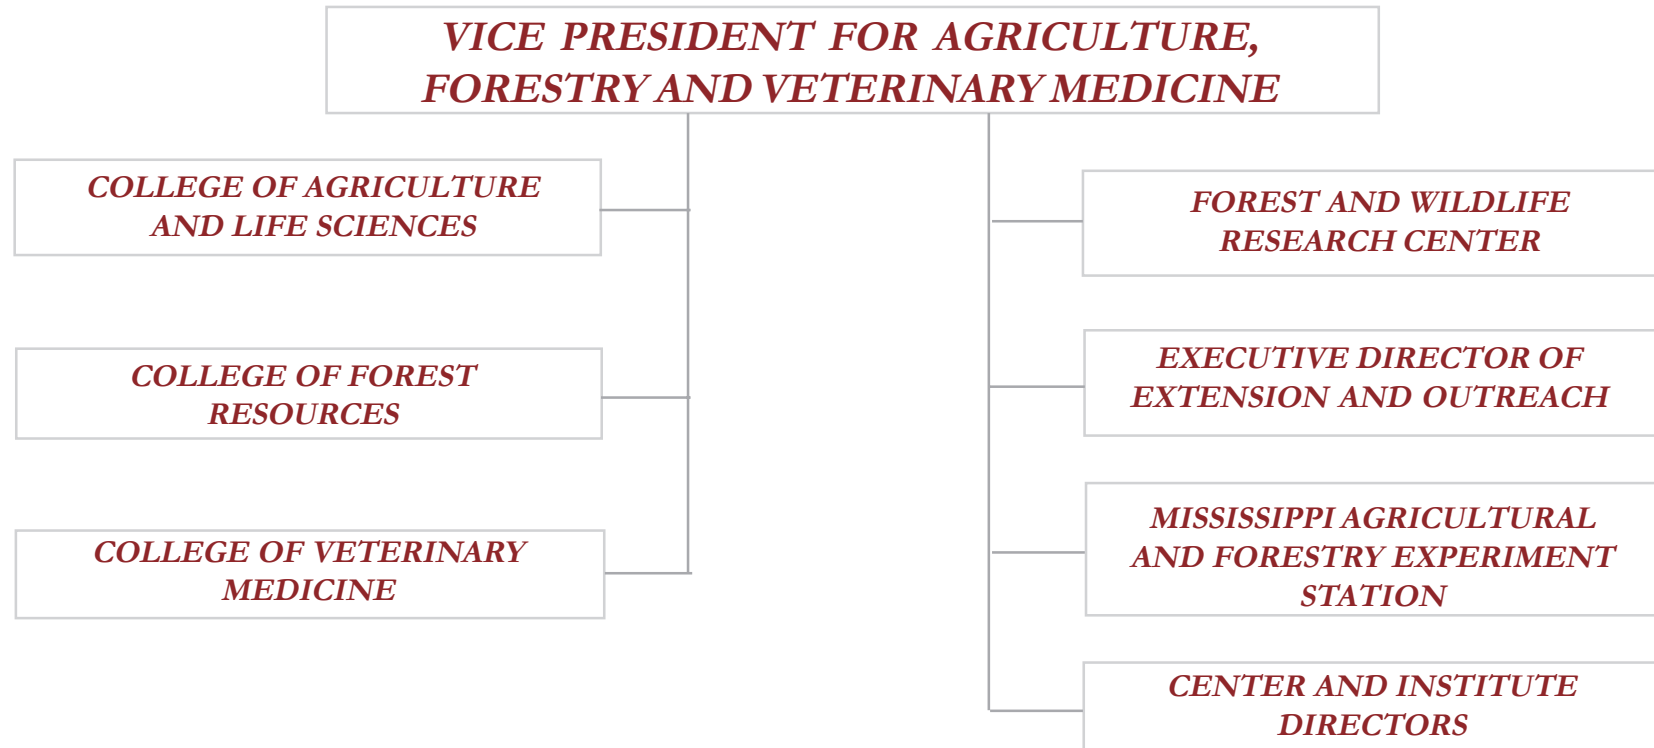 VICE PRESIDENT FOR AGRICULTURE,
FORESTRY AND VETERINARY MEDICINE
COLLEGE OF AGRICULTURE
AND LIFE SCIENCES
COLLEGE OF FOREST
RESOURCES
COLLEGE OF VETERINARY
MEDICINE
FOREST AND WILDLIFE
RESEARCH CENTER
EXECUTIVE DIRECTOR OF
EXTENSION AND OUTREACH
MISSISSIPPI AGRICULTURAL
AND FORESTRY EXPERIMENT
STATION
CENTER AND INSTITUTE
DIRECTORS